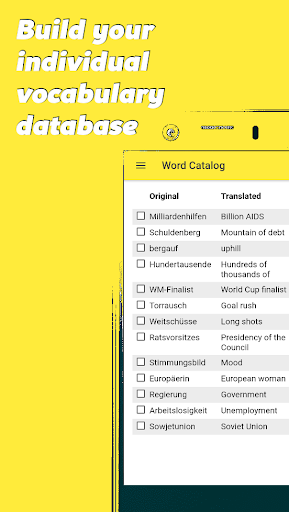 Build your
individual
vocabulary
database
Word Catalog
Original Translated
Milliardenhilfen Billion AIDS
Schuldenberg Mountain of debt
bergauf uphill
Hundertausende Hundreds of
thousands of
WM-Finalist World Cup finalist
Torrausch Goal rush
Weitschüsse Long shots
Ratsvorsitzes Presidency of the
Council
Stimmungsbild Mood
Europäerin European woman
Regierung Government
Arbeitslosigkeit Unemployment
Sowjetunion Soviet Union